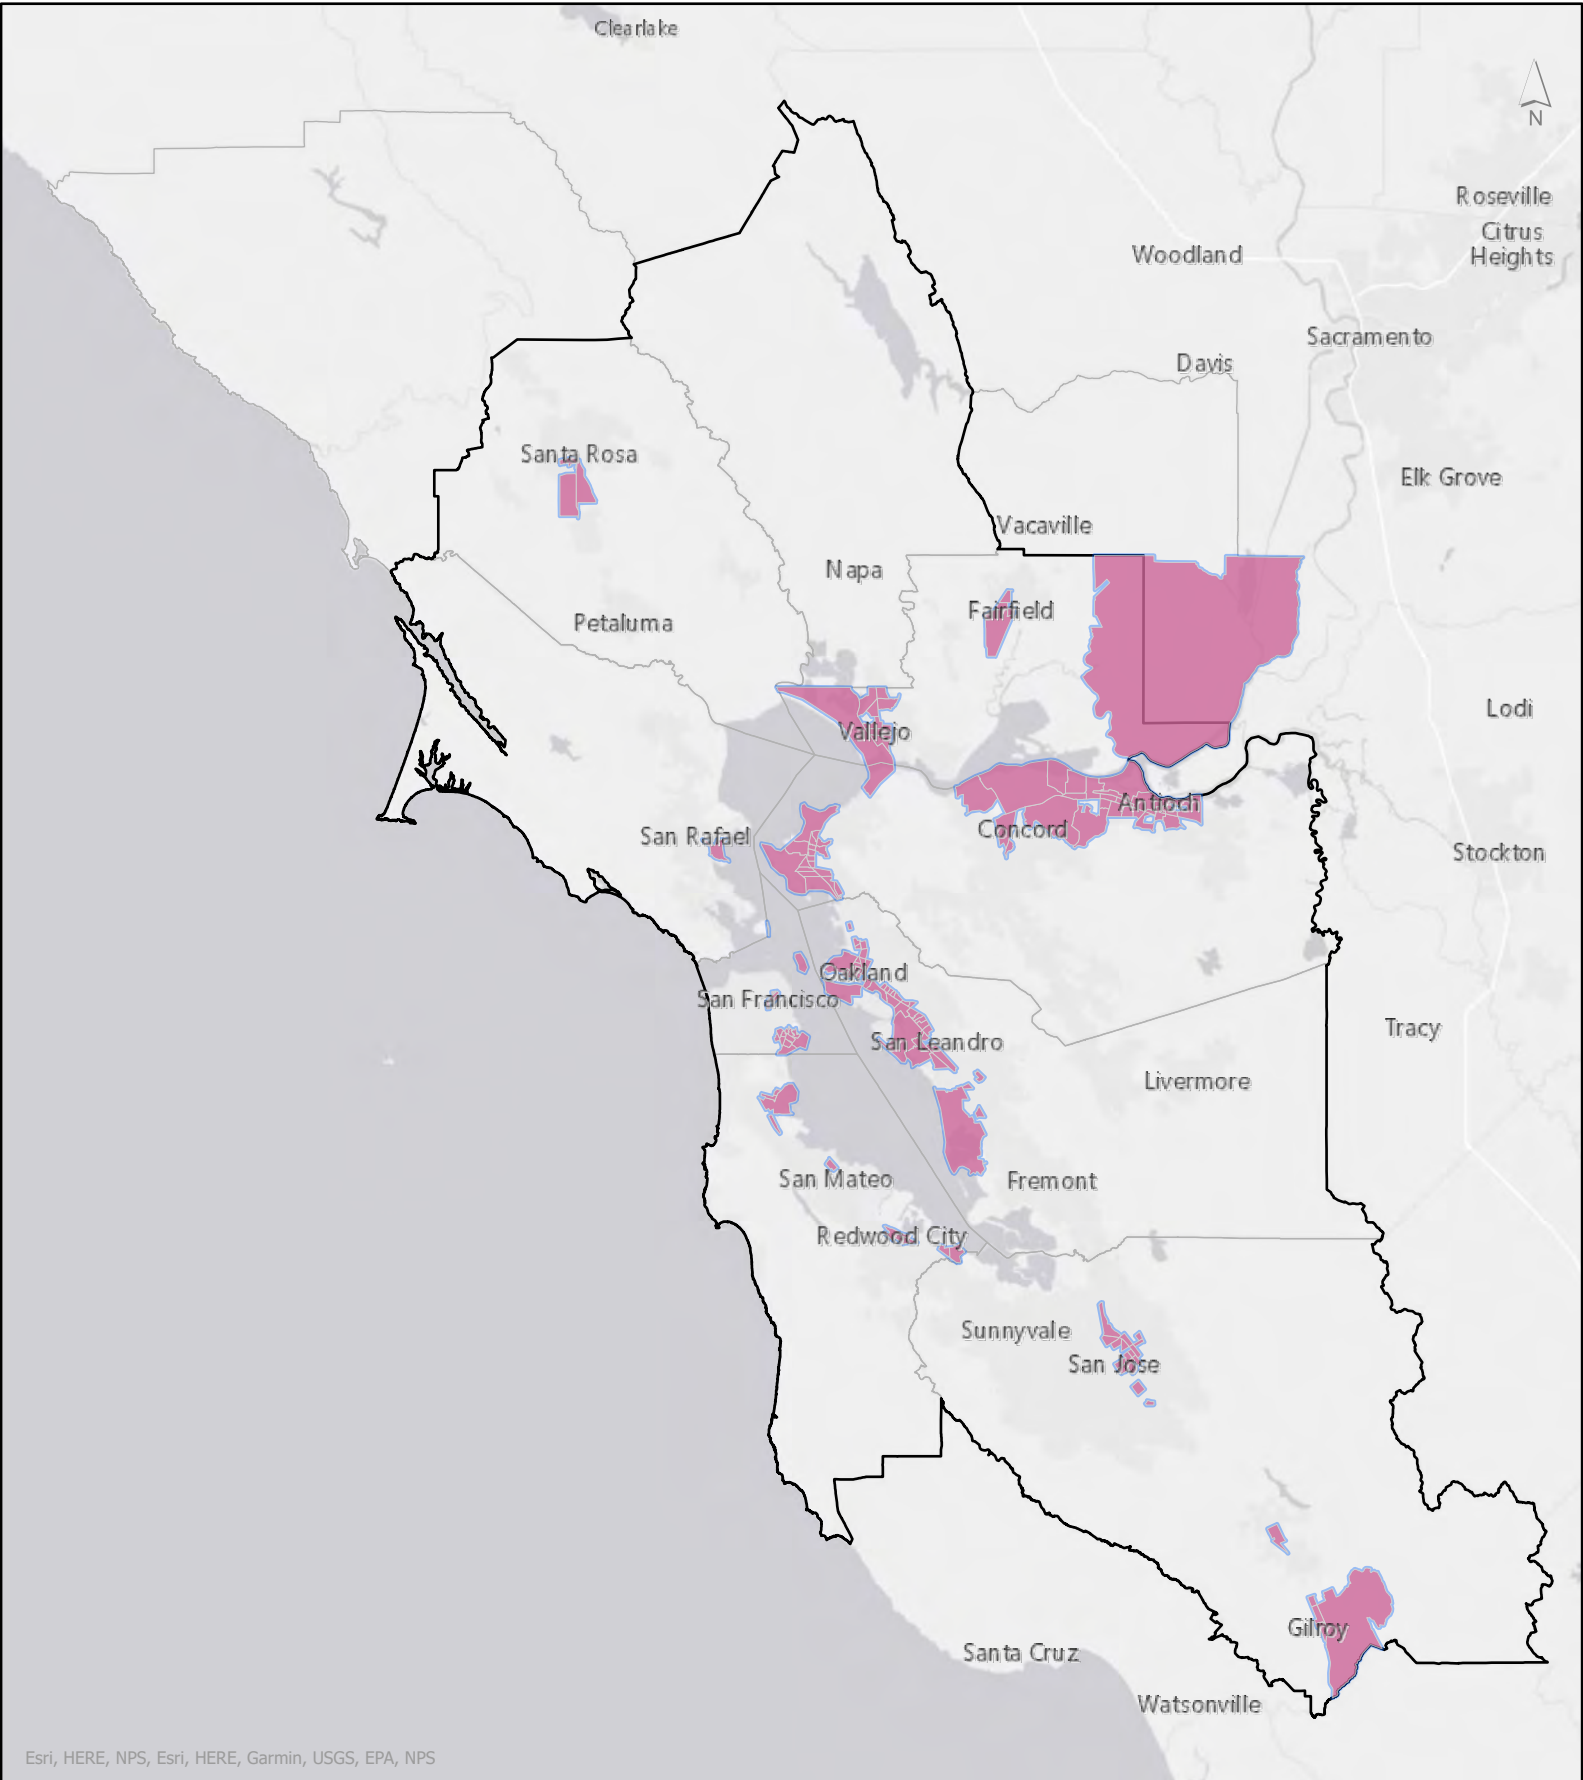 Clearlake
N
Roseville
Citrus
Heights
Woodland
Sacramento
Davis
Santa Rosa
Elk Grove
Vacaville
Napa
Fairfield
Petaluma
Lodi
Vallejo
Antioch
Concord
San Rafael
Stockton
Oakland
San Francisco
Tracy
San Leandro
Livermore
San Mateo
Fremont
Redwood City
Sunnyvale
San Jose
Gilroy
Santa Cruz
Watsonville
Esri, HERE, NPS, Esri, HERE, Garmin, USGS, EPA, NPS